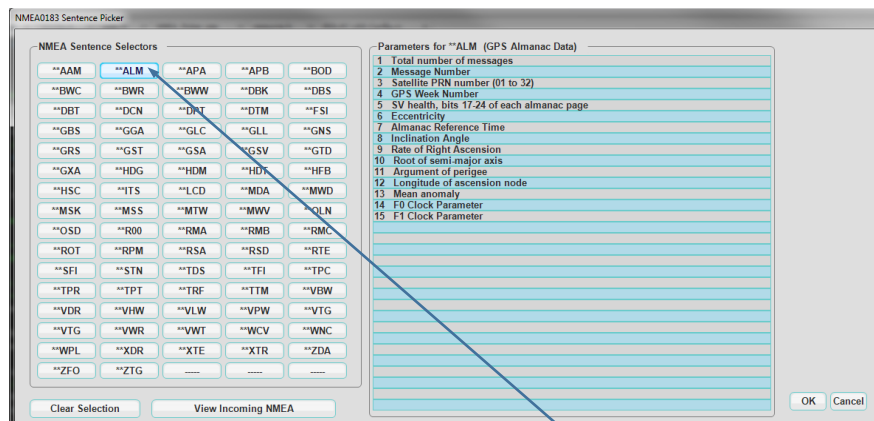 NMEA0183 Sentence Picker
NMEA Sentence Selectors
**AAM **ALM **APA **APB **BOD
**BWC **BWR **BWW **DBK **DBS
**DBT **DCN **DPT **DTM **FSI
**GBS **GGA **GLC **GLL **GNS
**GRS **GST **GSA **GSV **GTD
**GXA **HDG **HDM **HDT **HFB
**HSC **ITS **LCD **MDA **MWD
**MSK **MSS **MTW **MWV **OLN
**OSD **R00 **RMA **RMB **RMC
**ROT **RPM **RSA **RSD **RTE
**SFI **STN **TDS **TFI **TPC
**TPR **TPT **TRF **TTM **VBW
**VDR **VHW **VLW **VPW **VTG
**VTG **VWR **VWT **WCV **WNC
**WPL **XDR **XTE **XTR **ZDA
**ZFO **ZTG ----- ----- -----
Clear Selection View Incoming NMEA
Parameters for **ALM (GPS Almanac Data)
1 Total number of messages
2 Message Number
3 Satellite PRN number (01 to 32)
4 GPS Week Number
5 SV health, bits 17-24 of each almanac page
6 Eccentricity
7 Almanac Reference Time
8 Inclination Angle
9 Rate of Right Ascension
10 Root of semi-major axis
11 Argument of perigee
12 Longitude of ascension node
13 Mean anomaly
14 F0 Clock Parameter
15 F1 Clock Parameter
OK Cancel